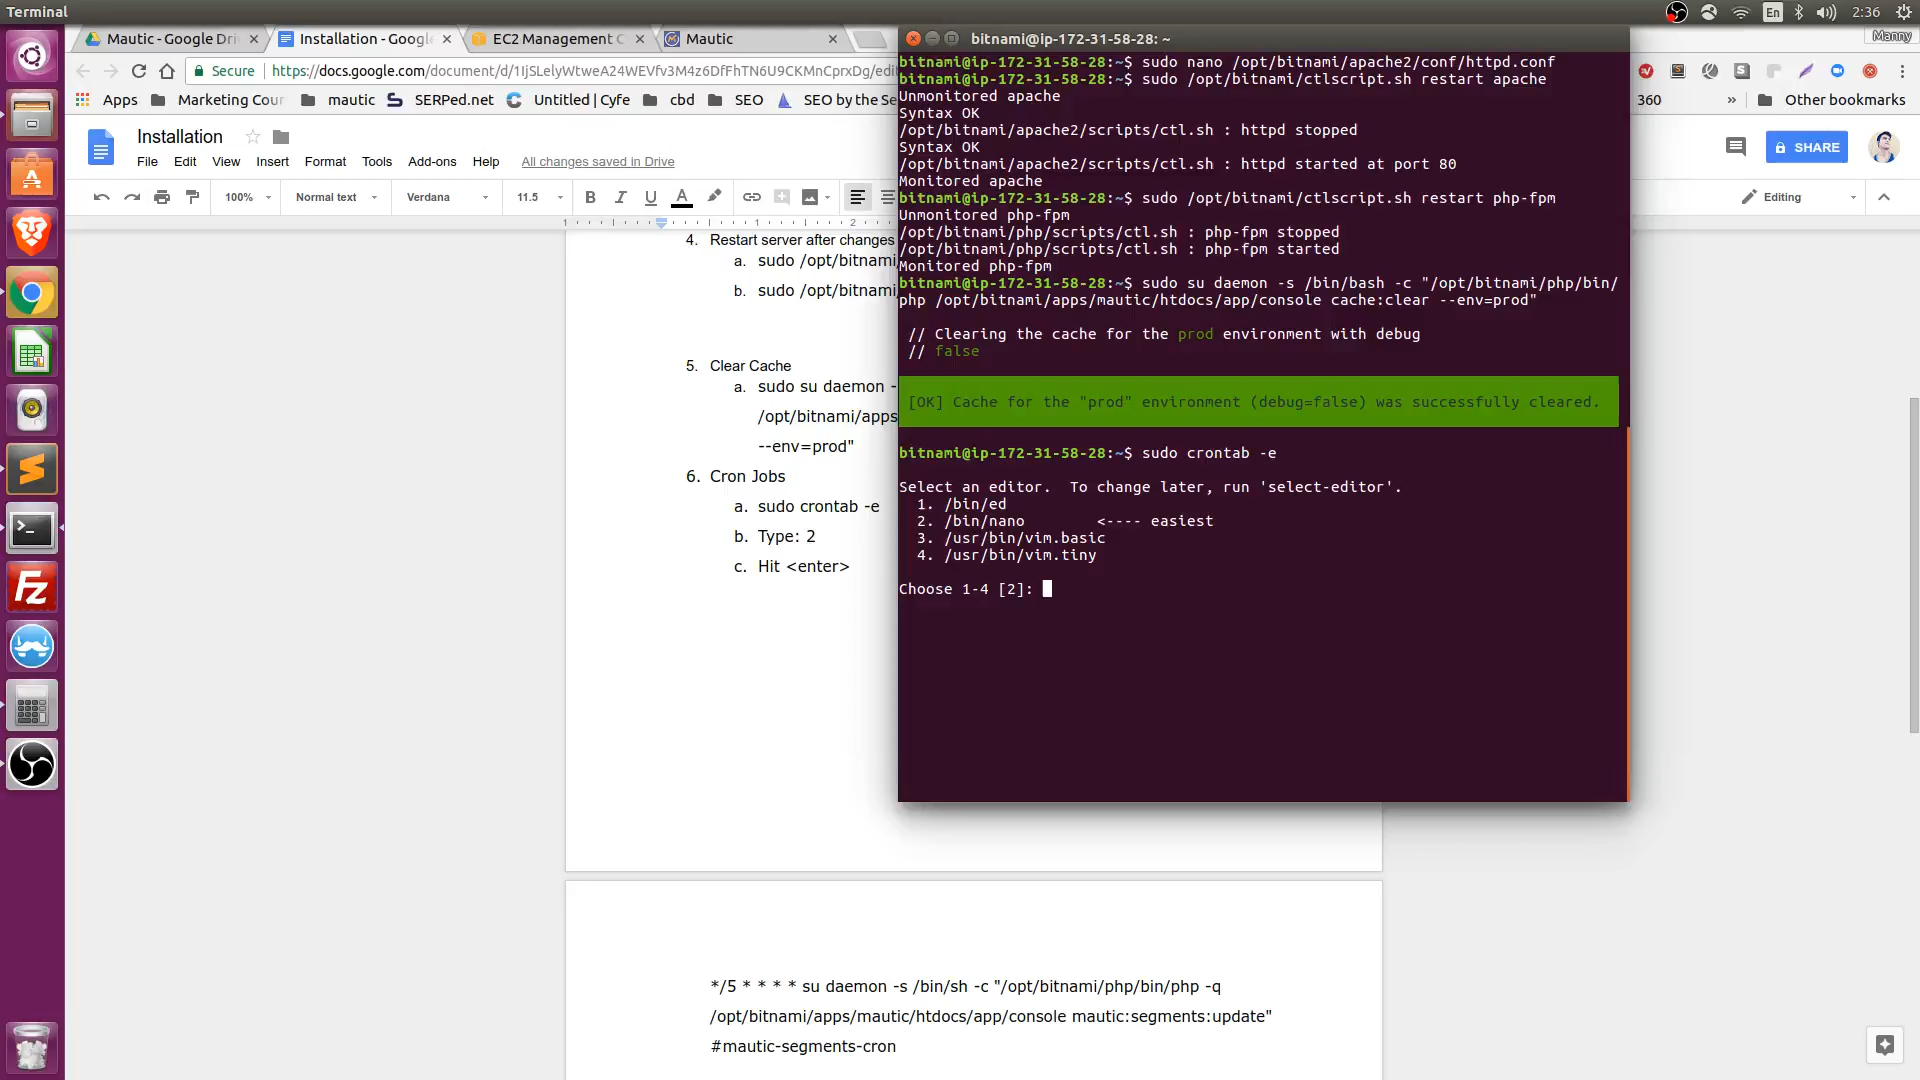 Terminal
En
2:36
Mautic - Google Dri
Installation - Google
EC2 Management C
Mautic
Manny
Secure
https://docs.google.com/document/d/1IjSLelyWtweA24WEVfv3M4z6DfFhTN6U9CKMnCprxDg/edi
Apps
Marketing Cour
mautic
SERPed.net
Untitled | Cyfe
cbd
SEO
SEO by the Se
360
»
Other bookmarks
Installation
File Edit View Insert Format Tools Add-ons Help All changes saved in Drive
SHARE
100% Normal text Verdana 11.5 B I U A
Editing
1 1 2
4. Restart server after changes
a. sudo /opt/bitnami
b. sudo /opt/bitnami
5. Clear Cache
a. sudo su daemon -
/opt/bitnami/apps
--env=prod"
6. Cron Jobs
a. sudo crontab -e
b. Type: 2
c. Hit <enter>
*/5 * * * * su daemon -s /bin/sh -c "/opt/bitnami/php/bin/php -q
/opt/bitnami/apps/mautic/htdocs/app/console mautic:segments:update"
#mautic-segments-cron
bitnami@ip-172-31-58-28: ~
bitnami@ip-172-31-58-28:~$ sudo nano /opt/bitnami/apache2/conf/httpd.conf
bitnami@ip-172-31-58-28:~$ sudo /opt/bitnami/ctlscript.sh restart apache
Unmonitored apache
Syntax OK
/opt/bitnami/apache2/scripts/ctl.sh : httpd stopped
Syntax OK
/opt/bitnami/apache2/scripts/ctl.sh : httpd started at port 80
Monitored apache
bitnami@ip-172-31-58-28:~$ sudo /opt/bitnami/ctlscript.sh restart php-fpm
Unmonitored php-fpm
/opt/bitnami/php/scripts/ctl.sh : php-fpm stopped
/opt/bitnami/php/scripts/ctl.sh : php-fpm started
Monitored php-fpm
bitnami@ip-172-31-58-28:~$ sudo su daemon -s /bin/bash -c "/opt/bitnami/php/bin/
php /opt/bitnami/apps/mautic/htdocs/app/console cache:clear --env=prod"
// Clearing the cache for the prod environment with debug
// false
[OK] Cache for the "prod" environment (debug=false) was successfully cleared.
bitnami@ip-172-31-58-28:~$ sudo crontab -e
Select an editor. To change later, run 'select-editor'.
1. /bin/ed
2. /bin/nano <---- easiest
3. /usr/bin/vim.basic
4. /usr/bin/vim.tiny
Choose 1-4 [2]: